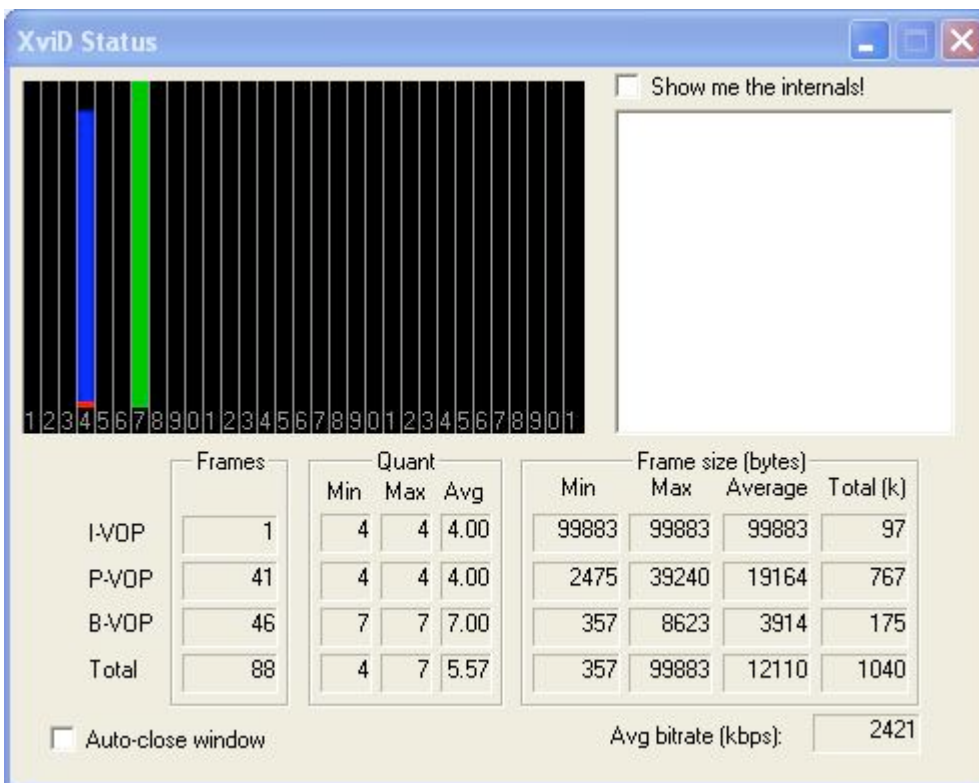 XviD Status
Show me the internals!
1234567890123456789012345678901
Frames Quant Frame size (bytes)
Min Max Avg Min Max Average Total (k)
I-VOP 1 4 4 4.00 99883 99883 99883 97
P-VOP 41 4 4 4.00 2475 39240 19164 767
B-VOP 46 7 7 7.00 357 8623 3914 175
Total 88 4 7 5.57 357 99883 12110 1040
Auto-close window Avg bitrate (kbps): 2421